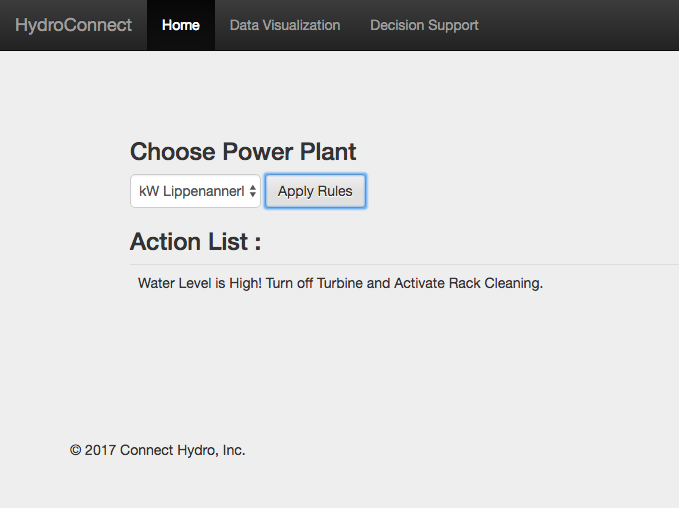 HydroConnect Home Data Visualization Decision Support
Choose Power Plant
kW Lippenannerl Apply Rules
Action List :
Water Level is High! Turn off Turbine and Activate Rack Cleaning.
© 2017 Connect Hydro, Inc.